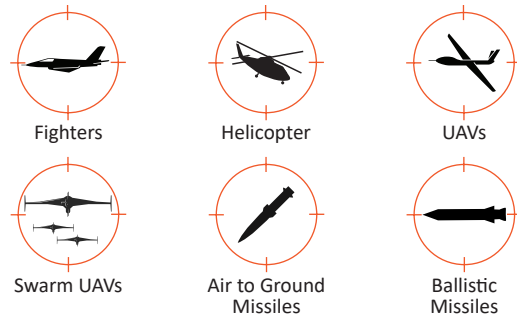 Fighters
Helicopter
UAVs
Swarm UAVs
Air to Ground
Missiles
Ballistic
Missiles